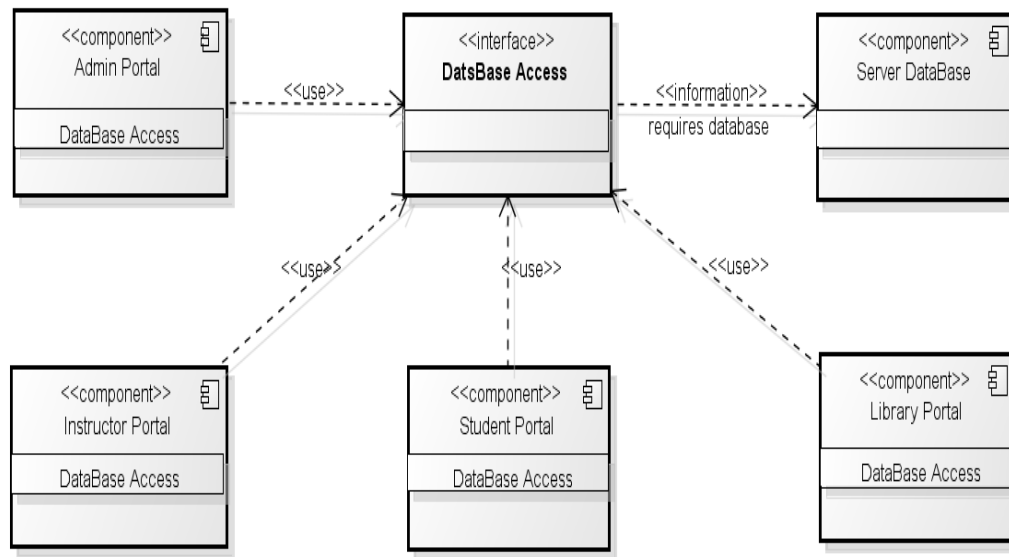 <<component>>
Admin Portal
DataBase Access
<<use>>
<<interface>>
DatsBase Access
<<information>>
requires database
<<component>>
Server DataBase
<<use>>
<<use>>
<<use>>
<<component>>
Instructor Portal
DataBase Access
<<component>>
Student Portal
DataBase Access
<<component>>
Library Portal
DataBase Access